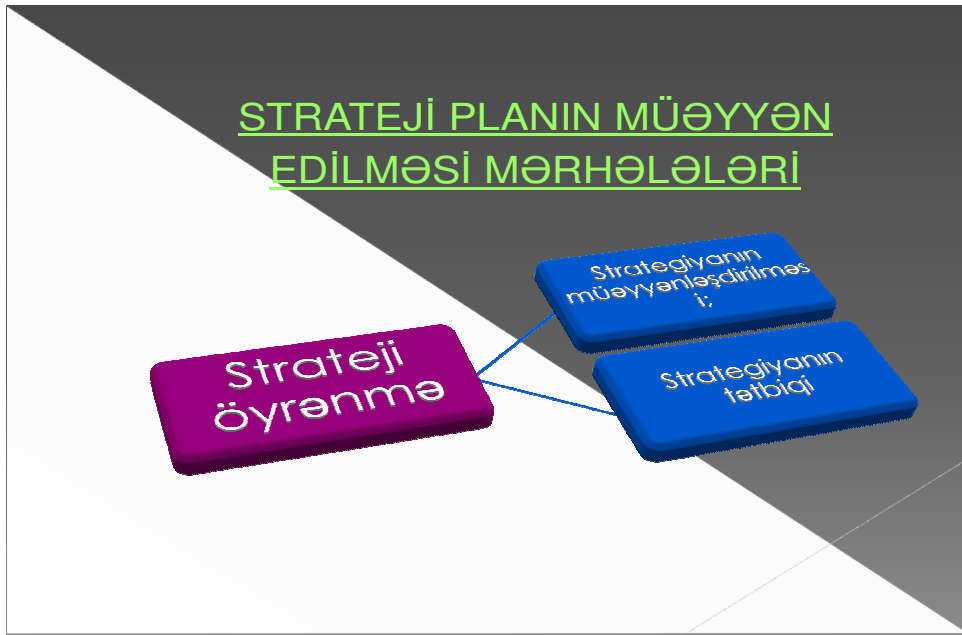 STRATEJİ PLANIN MÜƏYYƏN
EDİLMƏSİ MƏRHƏLƏLƏRİ
Strateji
öyrənmə
Strategiyanın
müəyyənləşdirilməs
i;
Strategiyanın
tətbiqi